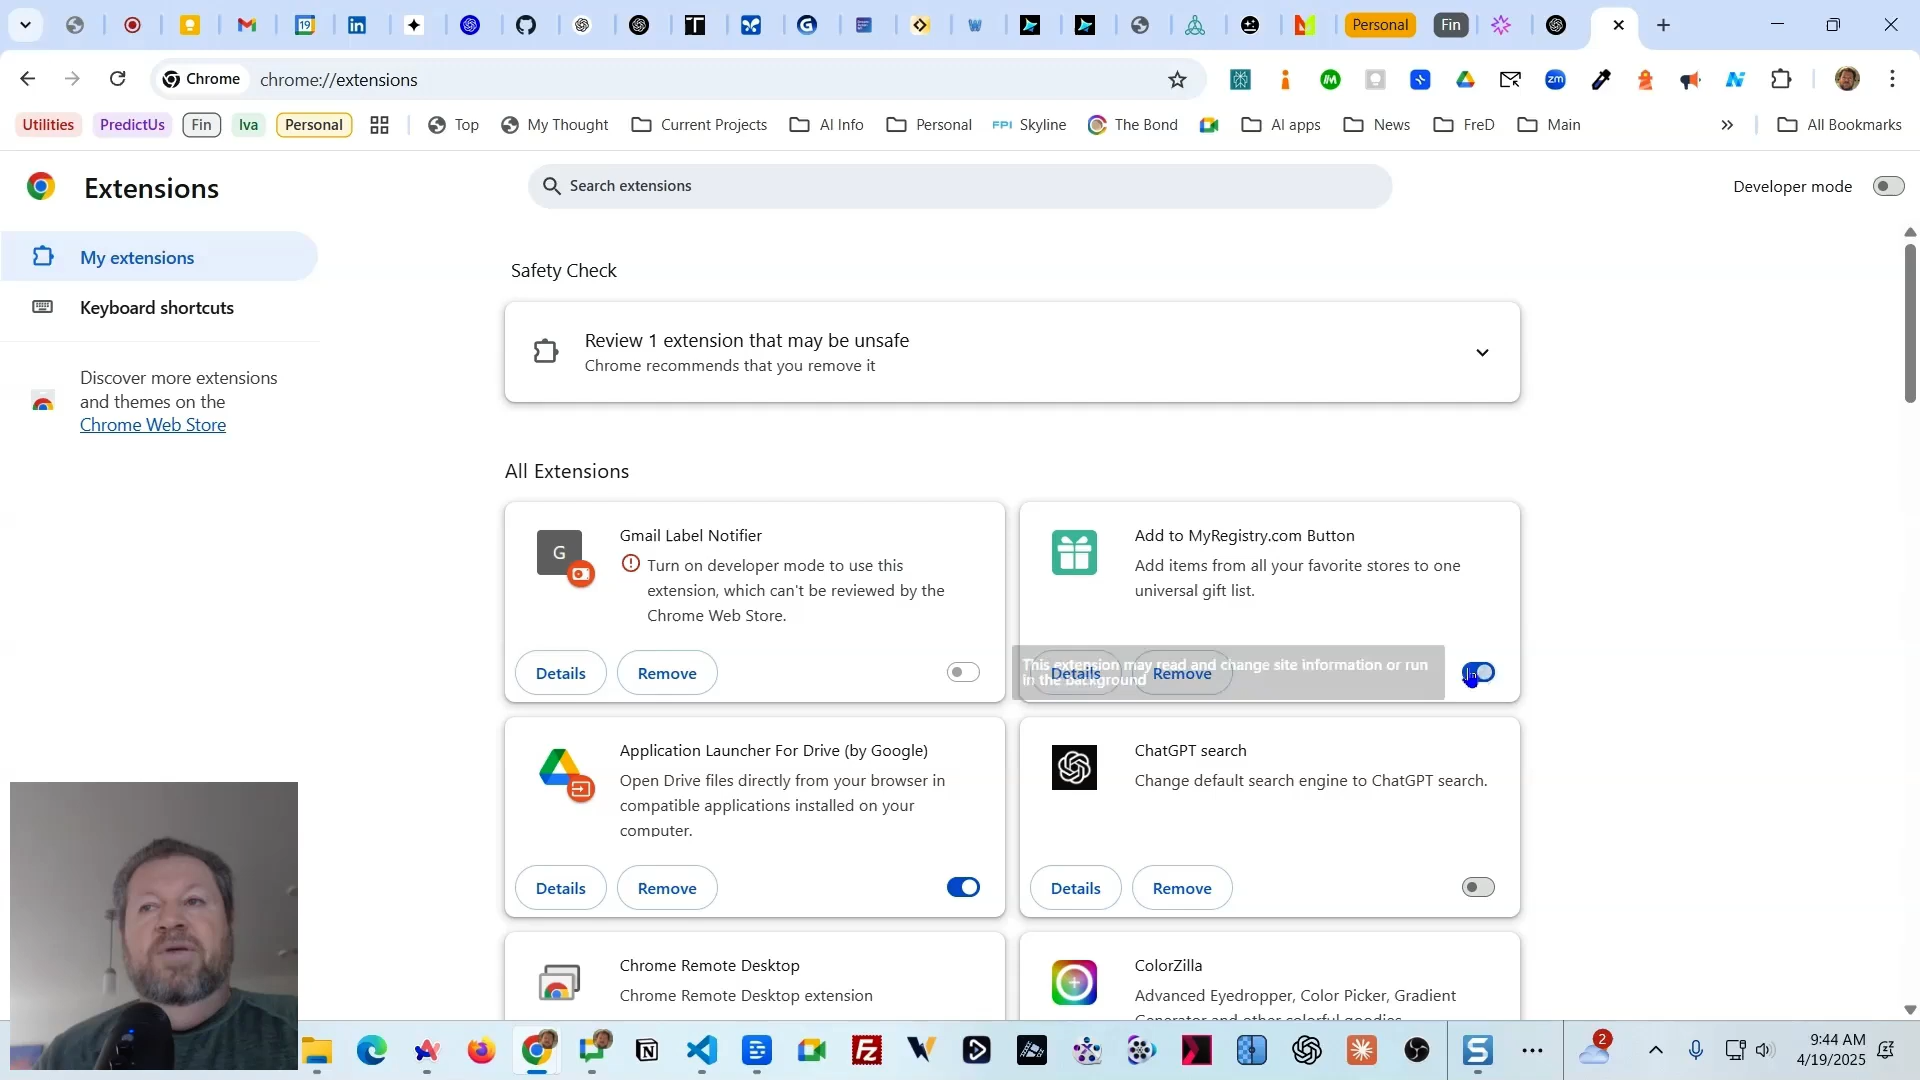 Personal
Fin
Chrome
chrome://extensions
Utilities
PredictUs
Fin
Iva
Personal
Top
My Thought
Current Projects
AI Info
Personal
FPI Skyline
The Bond
AI apps
News
FreD
Main
All Bookmarks
Extensions
Search extensions
Developer mode
My extensions
Keyboard shortcuts
Discover more extensions
and themes on the
Chrome Web Store
Safety Check
Review 1 extension that may be unsafe
Chrome recommends that you remove it
All Extensions
G
Gmail Label Notifier
Turn on developer mode to use this
extension, which can't be reviewed by the
Chrome Web Store.
Details
Remove
Add to MyRegistry.com Button
Add items from all your favorite stores to one
universal gift list.
This extension may read and change site information or run
in the background
Details
Remove
Application Launcher For Drive (by Google)
Open Drive files directly from your browser in
compatible applications installed on your
computer.
Details
Remove
ChatGPT search
Change default search engine to ChatGPT search.
Details
Remove
Chrome Remote Desktop
Chrome Remote Desktop extension
ColorZilla
Advanced Eyedropper, Color Picker, Gradient
Generator and other colorful goodies
2
9:44 AM
4/19/2025